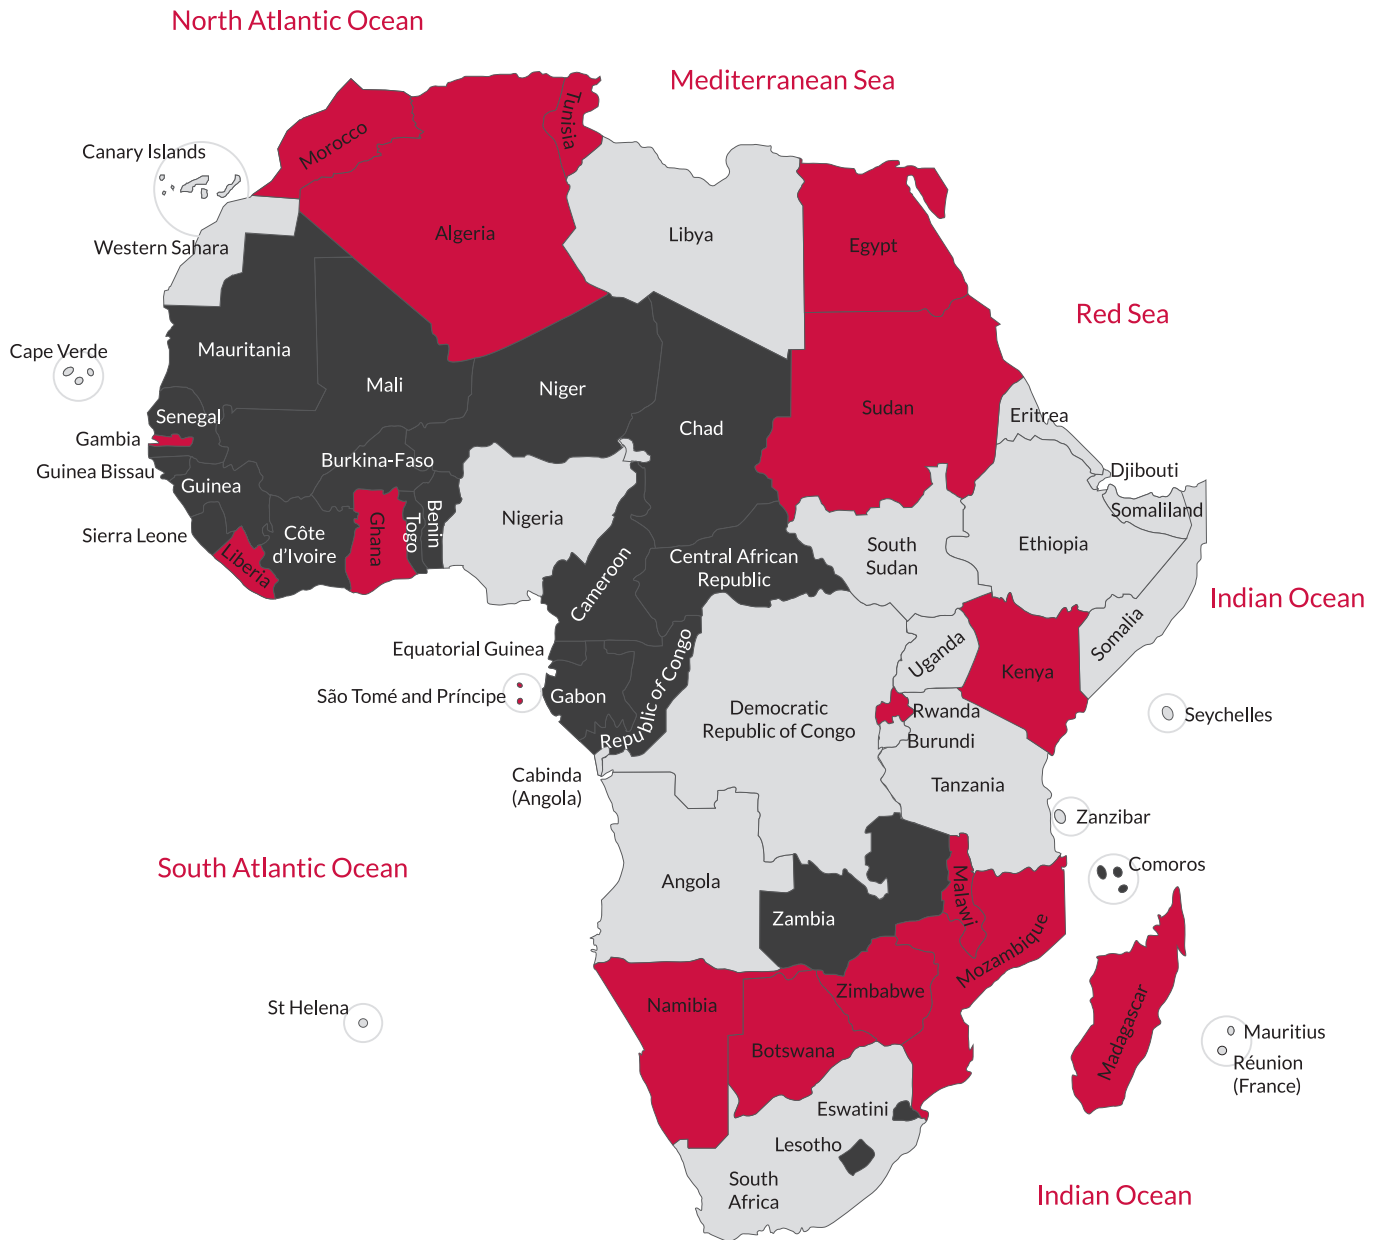 North Atlantic Ocean
Mediterranean Sea
Tunisia
Morocco
Canary Islands
Algeria
Libya
Egypt
Western Sahara
Red Sea
Mauritania
Cape Verde
Mali
Niger
Sudan
Senegal
Eritrea
Chad
Gambia
Burkina-Faso
Guinea Bissau
Djibouti
Guinea
Somaliland
Nigeria
Benin
Togo
Ghana
Côte
d'Ivoire
Sierra Leone
Liberia
South
Sudan
Ethiopia
Central African
Republic
Cameroon
Indian Ocean
Somalia
Equatorial Guinea
Uganda
Kenya
São Tomé and Príncipe
Gabon
Republic of Congo
Democratic
Republic of Congo
Rwanda
Seychelles
Burundi
Cabinda
(Angola)
Tanzania
Zanzibar
South Atlantic Ocean
Comoros
Angola
Malawi
Zambia
Mozambique
Zimbabwe
Namibia
St Helena
Madagascar
Mauritius
Botswana
Réunion
(France)
Eswatini
Lesotho
South
Africa
Indian Ocean